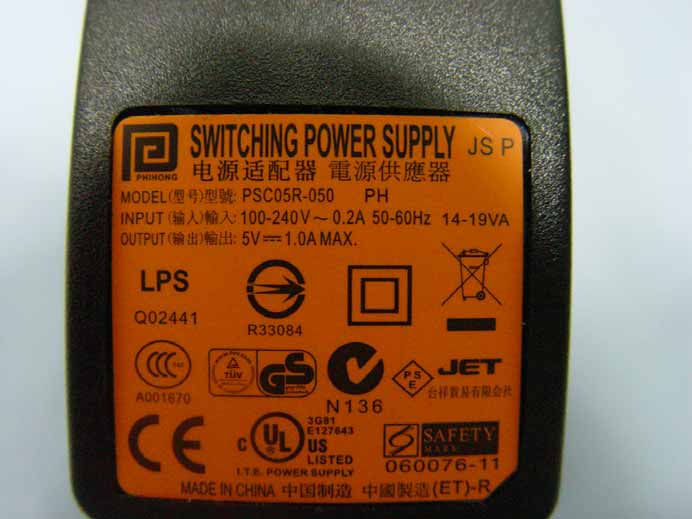 PHIHONG
SWITCHING POWER SUPPLY JS P
电源适配器 電源供應器
MODEL(型号)型號: PSC05R-050 PH
INPUT (输入)輸入: 100-240V~0.2A 50-60Hz 14-19VA
OUTPUT(输出)輸出: 5V⎓1.0A MAX.
LPS
Q02441
R33084
CCC
A001670
TÜV
GS
N136
PSE
JET
台祥貿易有限公司
CE
c UL US
3G81
E127643
LISTED
I.T.E. POWER SUPPLY
S SAFETY
MARK
060076-11
MADE IN CHINA 中国制造 中國製造(ET)-R